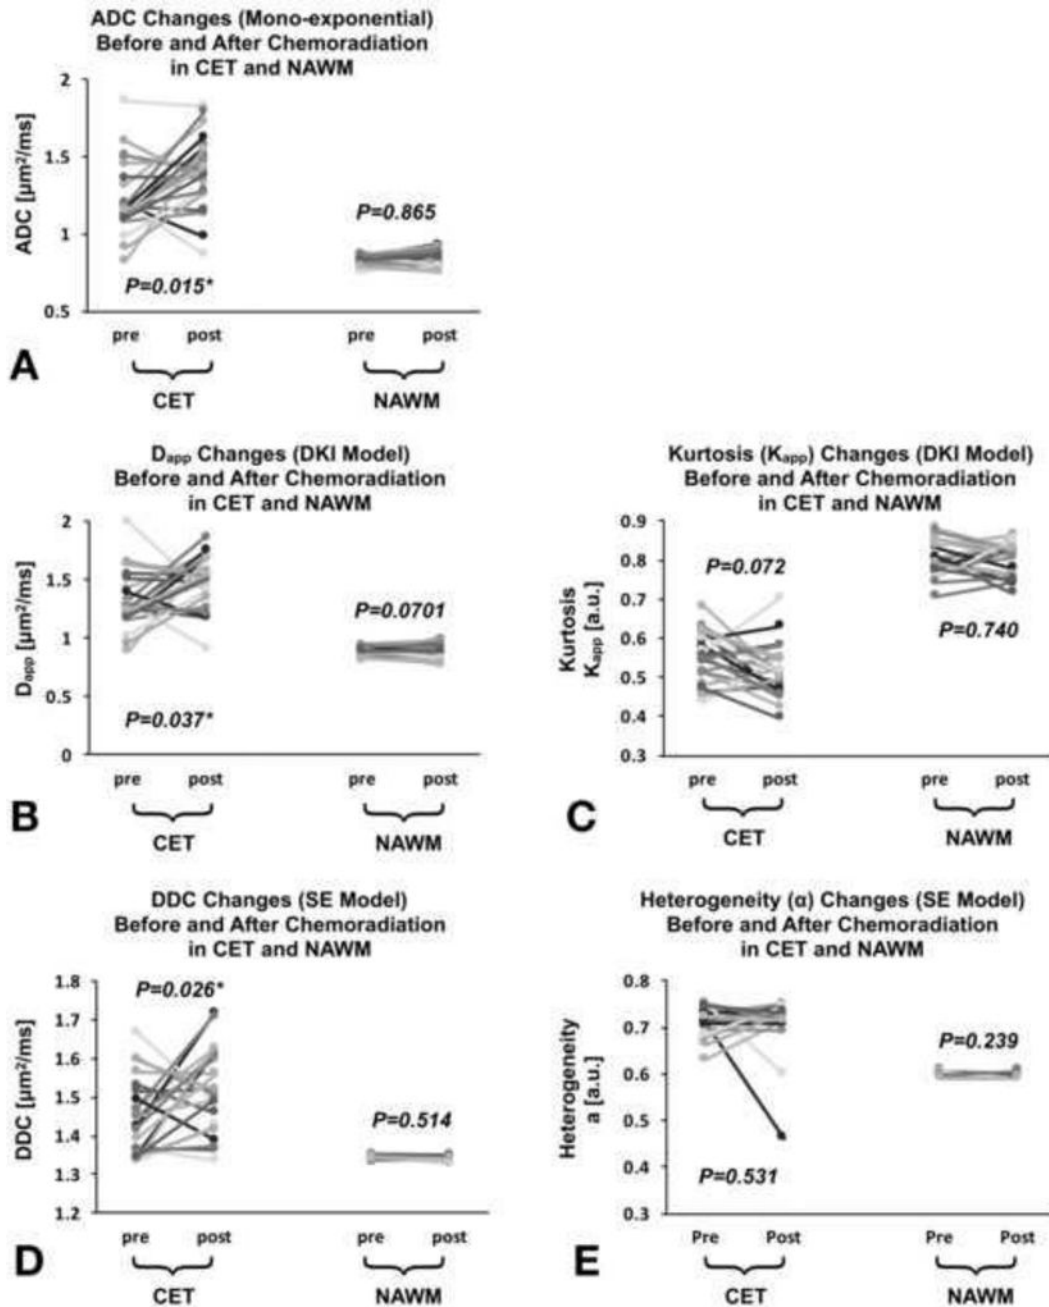 ADC Changes (Mono-exponential)
Before and After Chemoradiation
in CET and NAWM
2
1.5
1
0.5
ADC [µm²/ms]
P=0.865
P=0.015*
pre post pre post
CET NAWM
A
Dapp Changes (DKI Model)
Before and After Chemoradiation
in CET and NAWM
2
1.5
1
0.5
0
Dapp [µm²/ms]
P=0.0701
P=0.037*
pre post pre post
CET NAWM
B
Kurtosis (Kapp) Changes (DKI Model)
Before and After Chemoradiation
in CET and NAWM
0.9
0.8
0.7
0.6
0.5
0.4
0.3
Kurtosis
Kapp [a.u.]
P=0.072
P=0.740
pre post pre post
CET NAWM
C
DDC Changes (SE Model)
Before and After Chemoradiation
in CET and NAWM
1.8
1.7
1.6
1.5
1.4
1.3
1.2
DDC [µm²/ms]
P=0.026*
P=0.514
pre post pre post
CET NAWM
D
Heterogeneity (α) Changes (SE Model)
Before and After Chemoradiation
in CET and NAWM
0.8
0.7
0.6
0.5
0.4
0.3
Heterogeneity
a [a.u.]
P=0.239
P=0.531
Pre Post Pre Post
CET NAWM
E